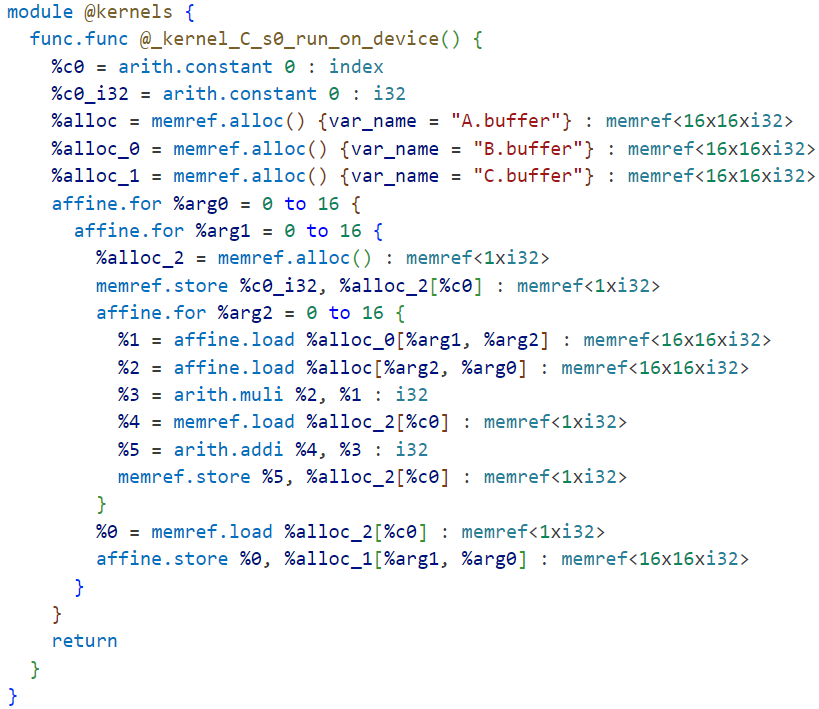 module @kernels {
  func.func @_kernel_C_s0_run_on_device() {
    %c0 = arith.constant 0 : index
    %c0_i32 = arith.constant 0 : i32
    %alloc = memref.alloc() {var_name = "A.buffer"} : memref<16x16xi32>
    %alloc_0 = memref.alloc() {var_name = "B.buffer"} : memref<16x16xi32>
    %alloc_1 = memref.alloc() {var_name = "C.buffer"} : memref<16x16xi32>
    affine.for %arg0 = 0 to 16 {
      affine.for %arg1 = 0 to 16 {
        %alloc_2 = memref.alloc() : memref<1xi32>
        memref.store %c0_i32, %alloc_2[%c0] : memref<1xi32>
        affine.for %arg2 = 0 to 16 {
          %1 = affine.load %alloc_0[%arg1, %arg2] : memref<16x16xi32>
          %2 = affine.load %alloc[%arg2, %arg0] : memref<16x16xi32>
          %3 = arith.muli %2, %1 : i32
          %4 = memref.load %alloc_2[%c0] : memref<1xi32>
          %5 = arith.addi %4, %3 : i32
          memref.store %5, %alloc_2[%c0] : memref<1xi32>
        }
        %0 = memref.load %alloc_2[%c0] : memref<1xi32>
        affine.store %0, %alloc_1[%arg1, %arg0] : memref<16x16xi32>
      }
    }
    return
  }
}